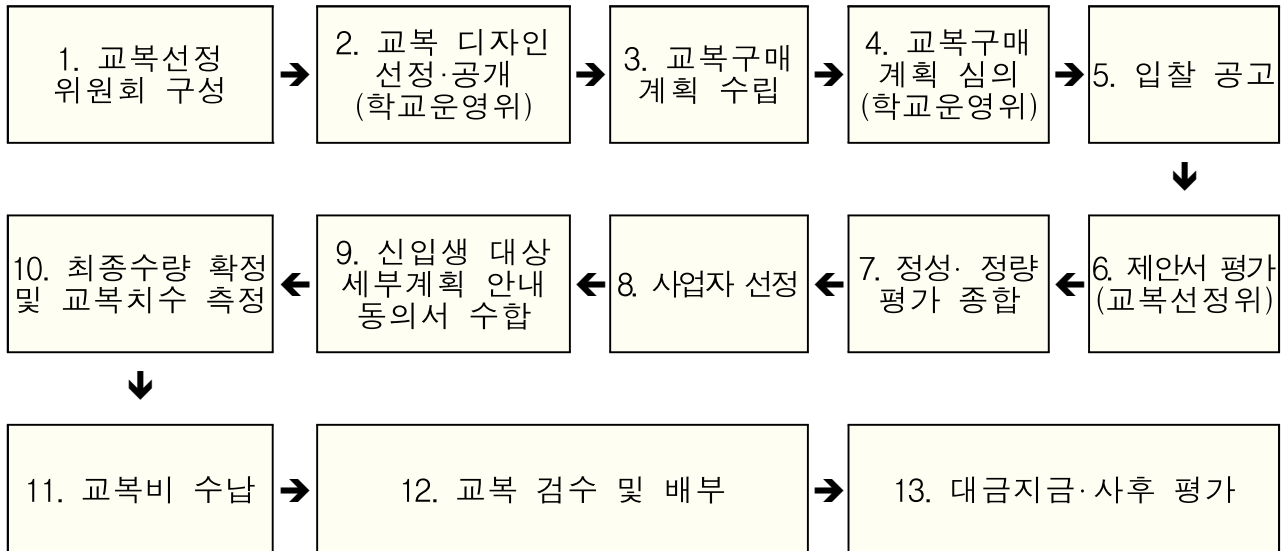 1. 교복선정
위원회 구성
2. 교복 디자인
선정·공개
(학교운영위)
3. 교복구매
계획 수립
4. 교복구매
계획 심의
(학교운영위)
5. 입찰 공고
6. 제안서 평가
(교복선정위)
7. 정성· 정량
평가 종합
8. 사업자 선정
9. 신입생 대상
세부계획 안내
동의서 수합
10. 최종수량 확정
및 교복치수 측정
11. 교복비 수납
12. 교복 검수 및 배부
13. 대금지금·사후 평가